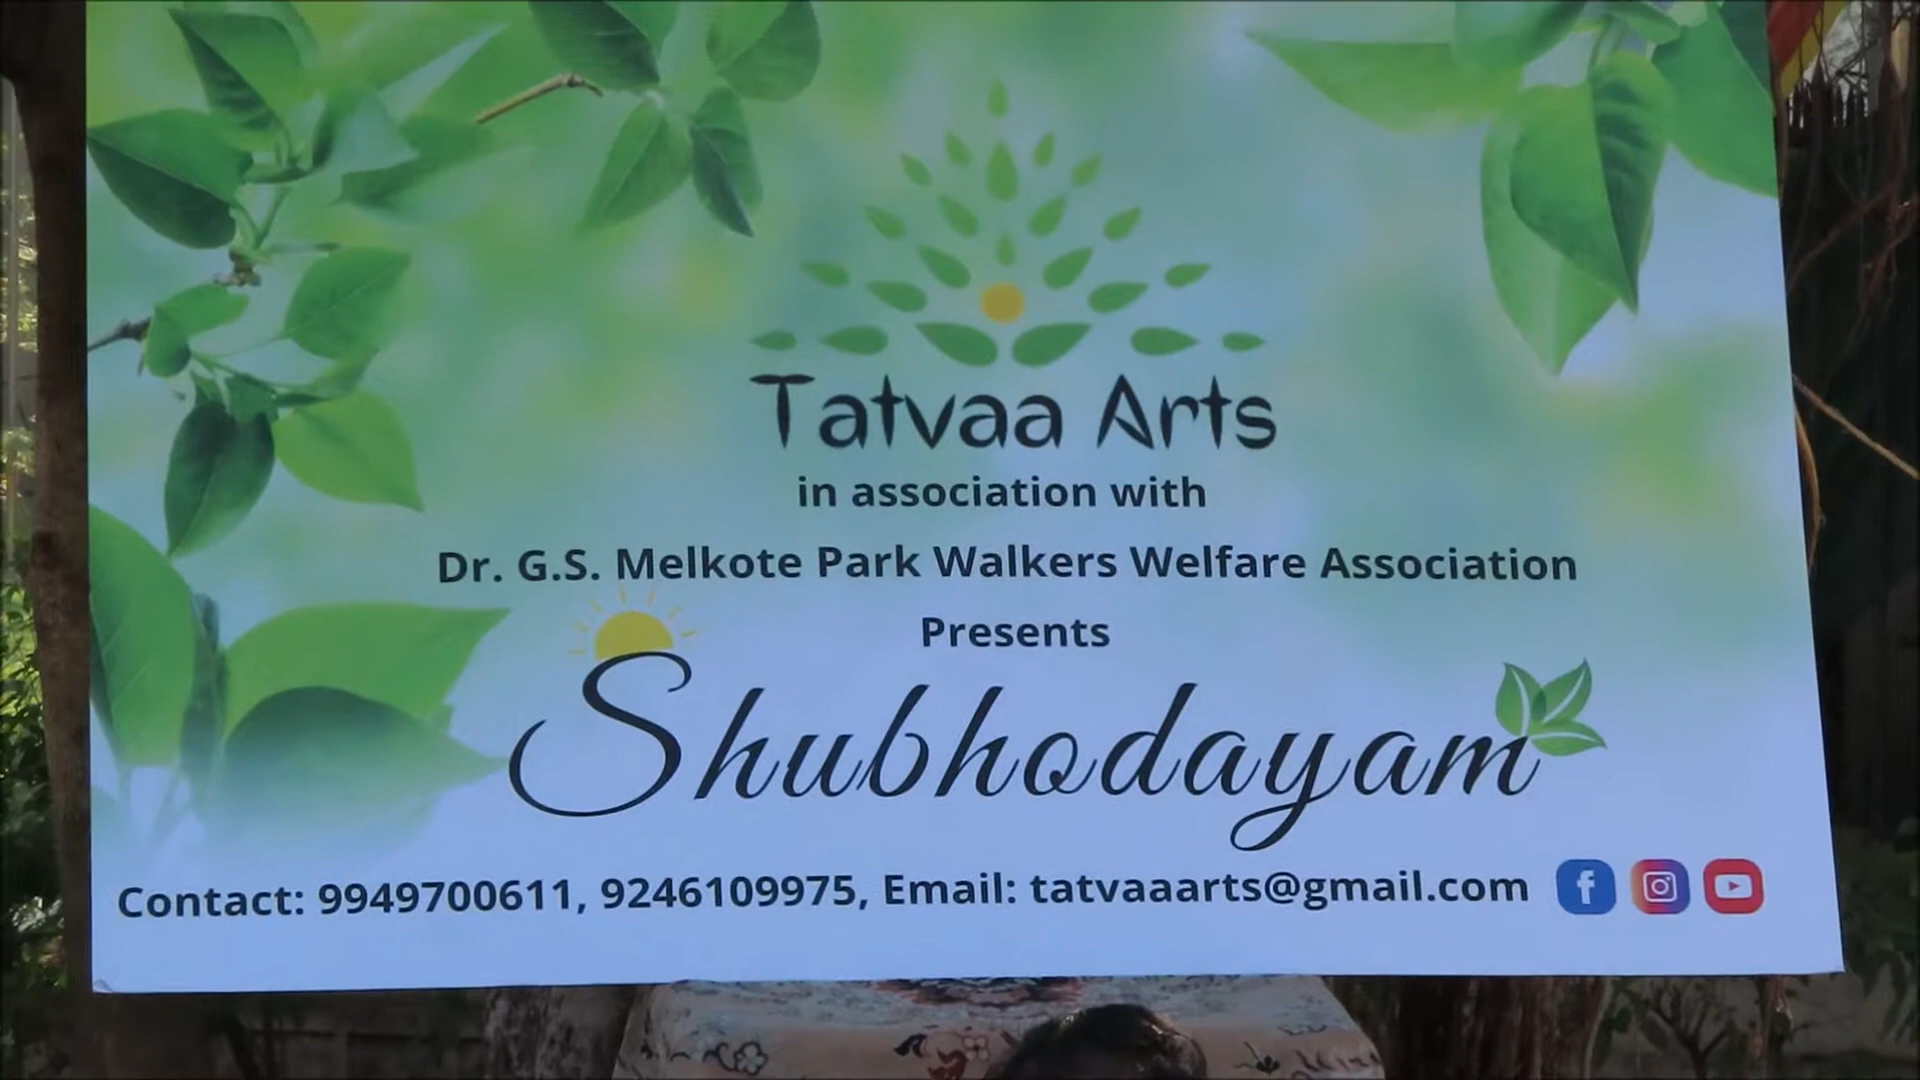 Tatvaa Arts
in association with
Dr. G.S. Melkote Park Walkers Welfare Association
Presents
Shubhodayam
Contact: 9949700611, 9246109975, Email: tatvaaarts@gmail.com